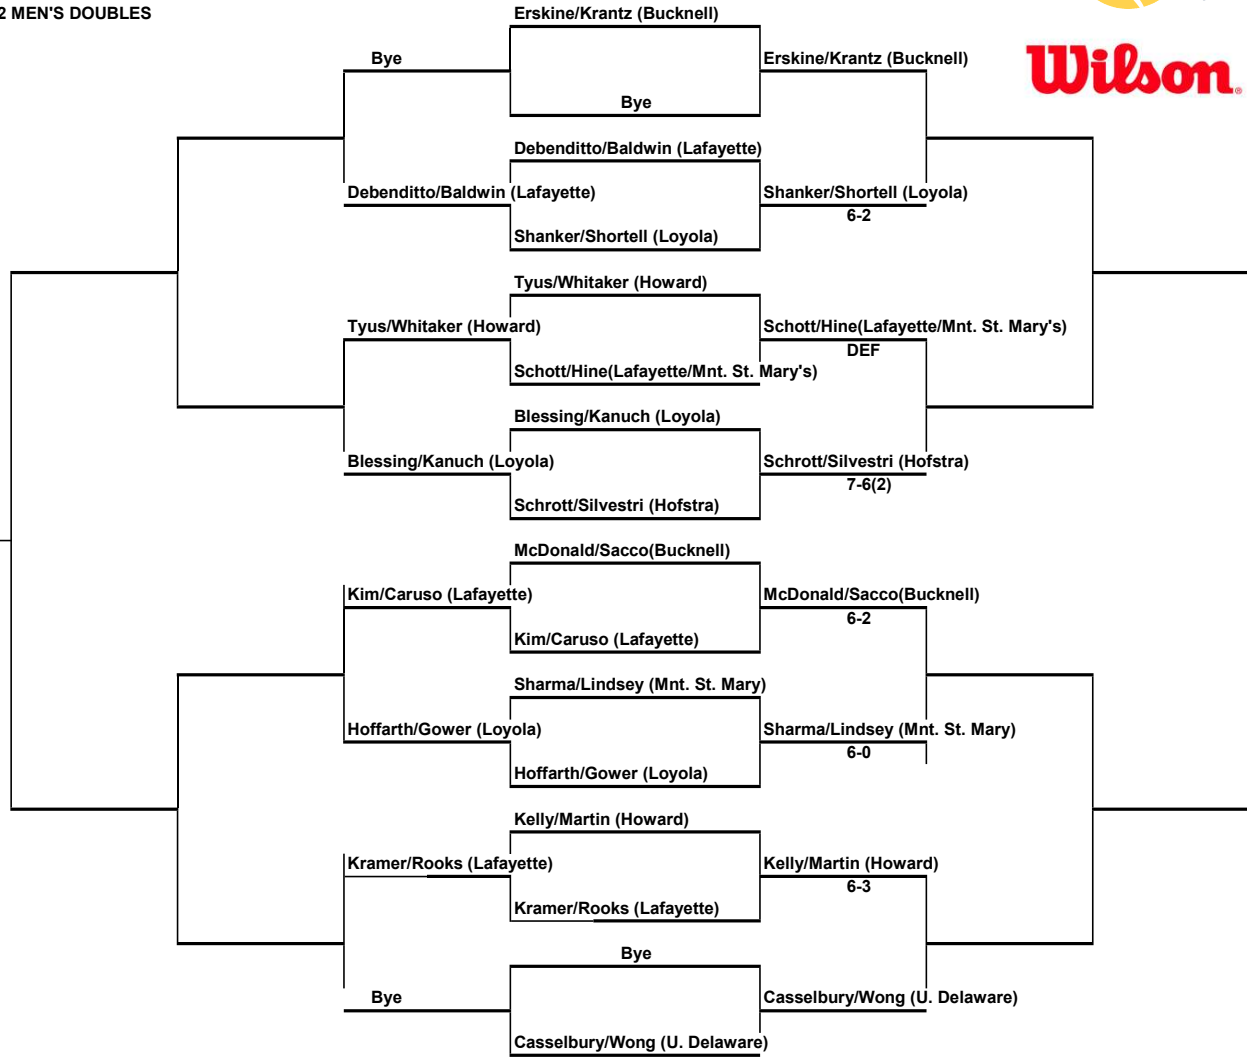 2 MEN'S DOUBLES
Erskine/Krantz (Bucknell)
Bye
Erskine/Krantz (Bucknell)
Wilson®
Bye
Debenditto/Baldwin (Lafayette)
Debenditto/Baldwin (Lafayette)
Shanker/Shortell (Loyola)
6-2
Shanker/Shortell (Loyola)
Tyus/Whitaker (Howard)
Tyus/Whitaker (Howard)
Schott/Hine(Lafayette/Mnt. St. Mary's)
DEF
Schott/Hine(Lafayette/Mnt. St. Mary's)
Blessing/Kanuch (Loyola)
Blessing/Kanuch (Loyola)
Schrott/Silvestri (Hofstra)
7-6(2)
Schrott/Silvestri (Hofstra)
McDonald/Sacco(Bucknell)
Kim/Caruso (Lafayette)
McDonald/Sacco(Bucknell)
6-2
Kim/Caruso (Lafayette)
Sharma/Lindsey (Mnt. St. Mary)
Hoffarth/Gower (Loyola)
Sharma/Lindsey (Mnt. St. Mary)
6-0
Hoffarth/Gower (Loyola)
Kelly/Martin (Howard)
Kramer/Rooks (Lafayette)
Kelly/Martin (Howard)
6-3
Kramer/Rooks (Lafayette)
Bye
Bye
Casselbury/Wong (U. Delaware)
Casselbury/Wong (U. Delaware)